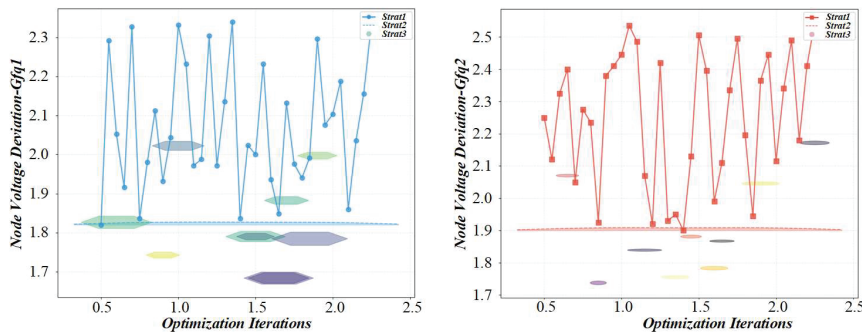 Strat1
Strat2
Strat3
2.3
2.2
2.1
2.0
1.9
1.8
1.7
Node Voltage Deviation-Gfq1
0.5 1.0 1.5 2.0 2.5
Optimization Iterations
Strat1
Strat2
Strat3
2.5
2.4
2.3
2.2
2.1
2.0
1.9
1.8
1.7
Node Voltage Deviation-Gfq2
0.5 1.0 1.5 2.0 2.5
Optimization Iterations